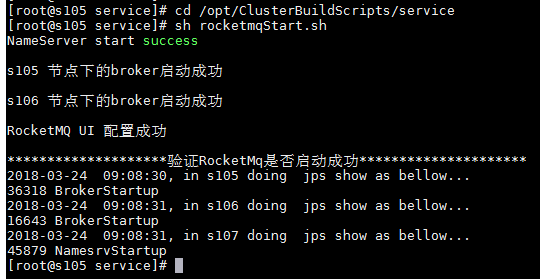 [root@s105 service]# cd /opt/ClusterBuildScripts/service
[root@s105 service]# sh rocketmqStart.sh
NameServer start success
s105 节点下的broker启动成功
s106 节点下的broker启动成功
RocketMQ UI 配置成功
********************验证RocketMq是否启动成功*********************
2018-03-24  09:08:30, in s105 doing  jps show as bellow...
36318 BrokerStartup
2018-03-24  09:08:31, in s106 doing  jps show as bellow...
16643 BrokerStartup
2018-03-24  09:08:31, in s107 doing  jps show as bellow...
45879 NamesrvStartup
[root@s105 service]#